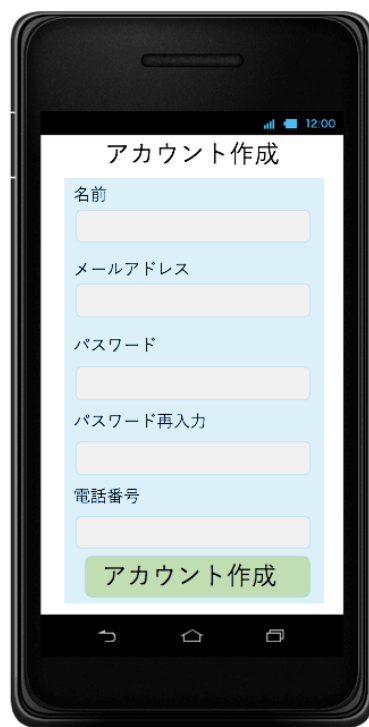 12:00
アカウント作成
名前
メールアドレス
パスワード
パスワード再入力
電話番号
アカウント作成